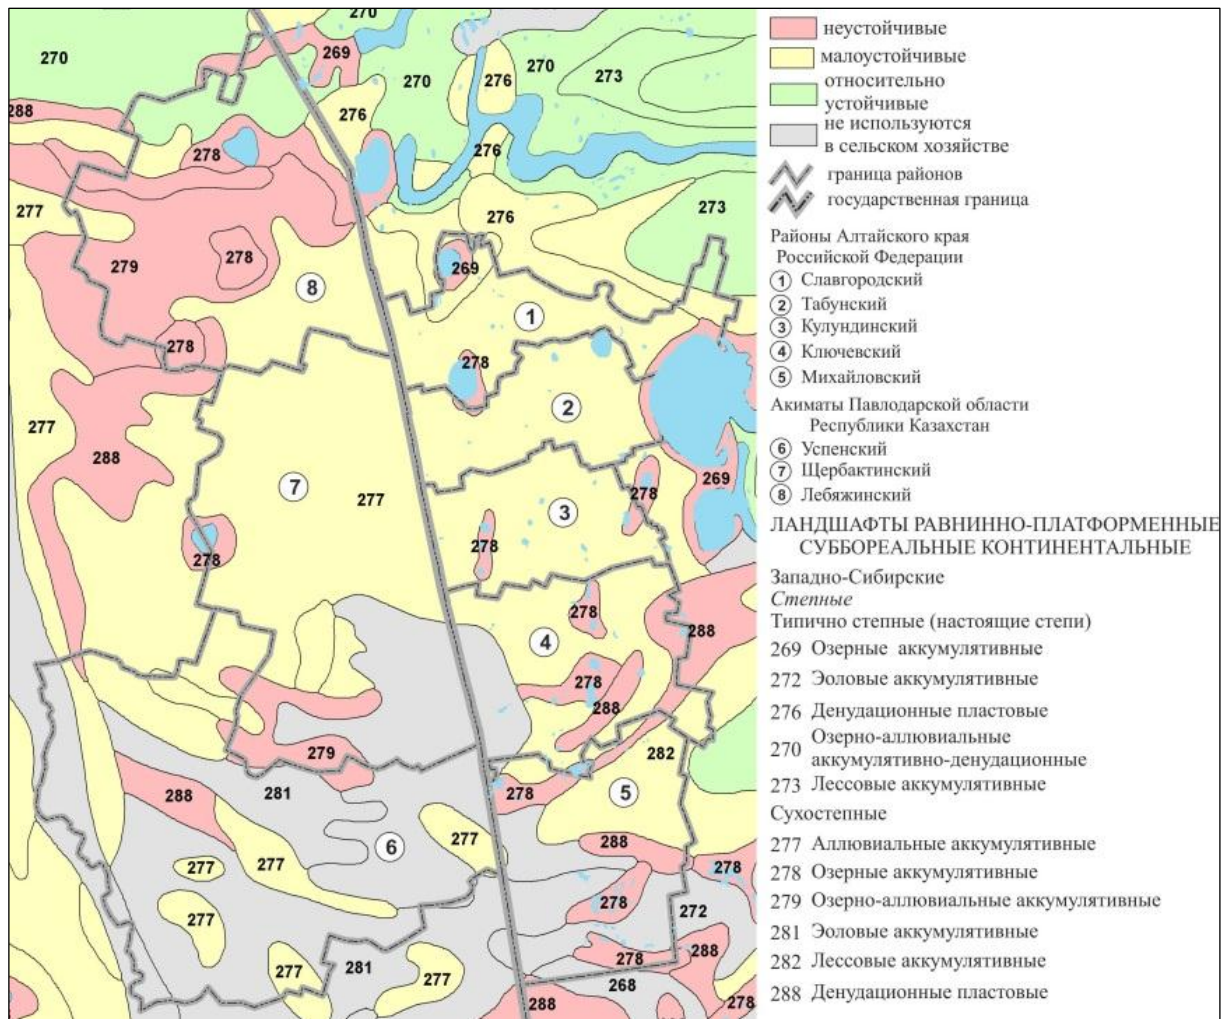 неустойчивые
малоустойчивые
относительно
устойчивые
не используются
в сельском хозяйстве
граница районов
государственная граница
Районы Алтайского края
Российской Федерации
1 Славгородский
2 Табунский
3 Кулундинский
4 Ключевский
5 Михайловский
Акиматы Павлодарской области
Республики Казахстан
6 Успенский
7 Щербактинский
8 Лебяжинский
ЛАНДШАФТЫ РАВНИННО-ПЛАТФОРМЕННЫЕ
СУББОРЕАЛЬНЫЕ КОНТИНЕНТАЛЬНЫЕ
Западно-Сибирские
Степные
Типично степные (настоящие степи)
269 Озерные аккумулятивные
272 Эоловые аккумулятивные
276 Денудационные пластовые
270 Озерно-аллювиальные
аккумулятивно-денудационные
273 Лессовые аккумулятивные
Сухостепные
277 Аллювиальные аккумулятивные
278 Озерные аккумулятивные
279 Озерно-аллювиальные аккумулятивные
281 Эоловые аккумулятивные
282 Лессовые аккумулятивные
288 Денудационные пластовые
270
270
269
270
276
270
273
288
276
278
276
277
276
273
279
278
269
8
1
278
278
2
277
288
7
277
3
278
269
278
278
278
4
288
278
288
279
282
288
281
278
5
6
277
288
277
277
278
277
278
272
277
281
277
278
288
268
288
278